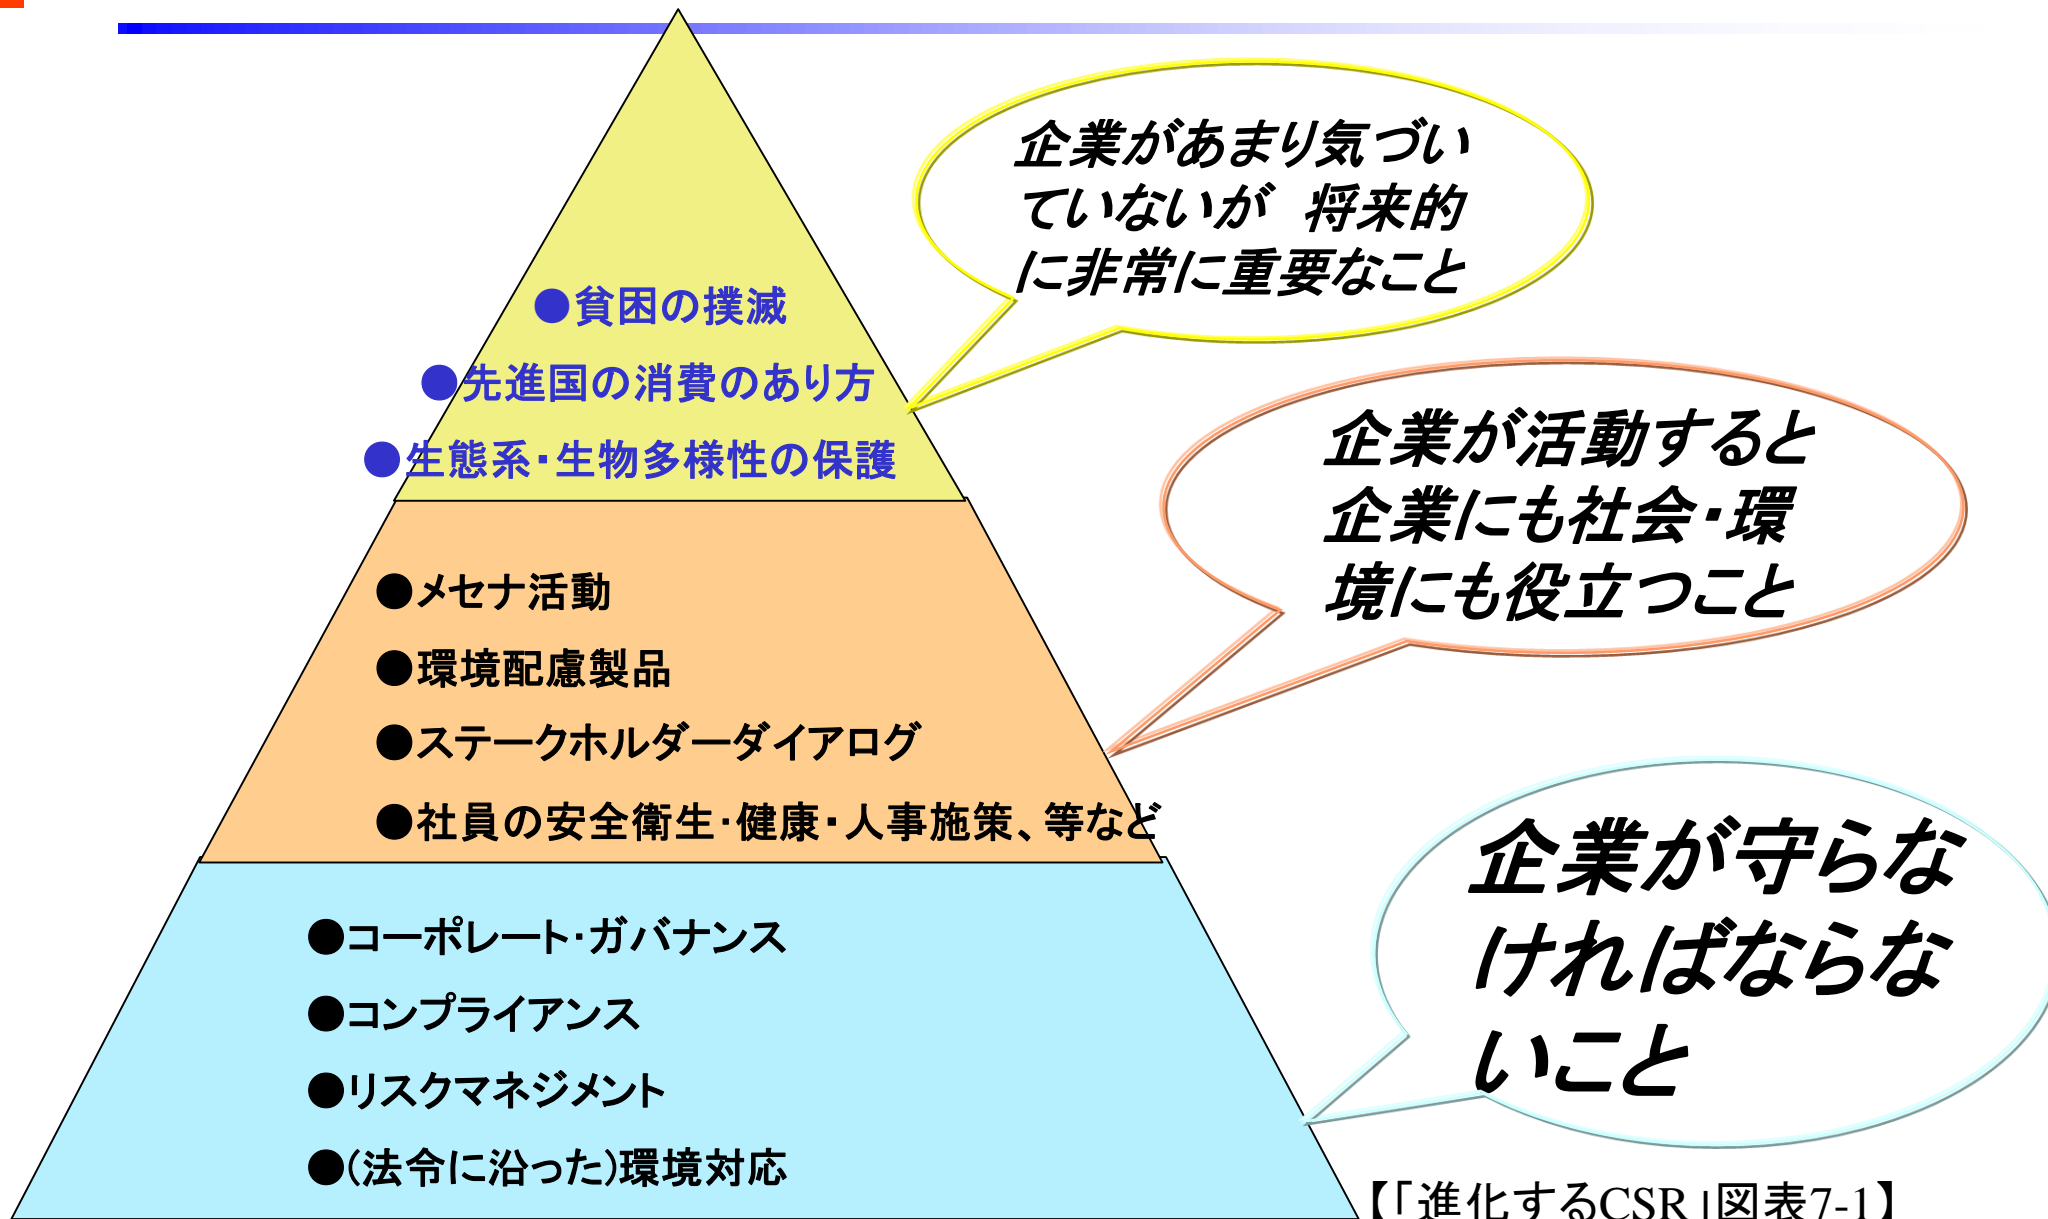 企業があまり気づい
ていないが　将来的
に非常に重要なこと
●貧困の撲滅
●先進国の消費のあり方
●生態系・生物多様性の保護
企業が活動すると
企業にも社会・環
境にも役立つこと
●メセナ活動
●環境配慮製品
●ステークホルダーダイアログ
●社員の安全衛生・健康・人事施策、等など
企業が守らな
ければならな
いこと
●コーポレート・ガバナンス
●コンプライアンス
●リスクマネジメント
●(法令に沿った)環境対応
【「進化するCSR」図表7-1】